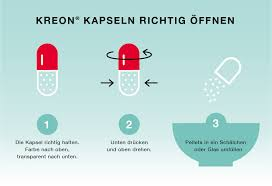 KREON® KAPSELN RICHTIG ÖFFNEN
1
Die Kapsel richtig halten.
Farbe nach oben,
transparent nach unten.
2
Unten drücken
und oben drehen.
3
Pellets in ein Schälchen
oder Glas umfüllen